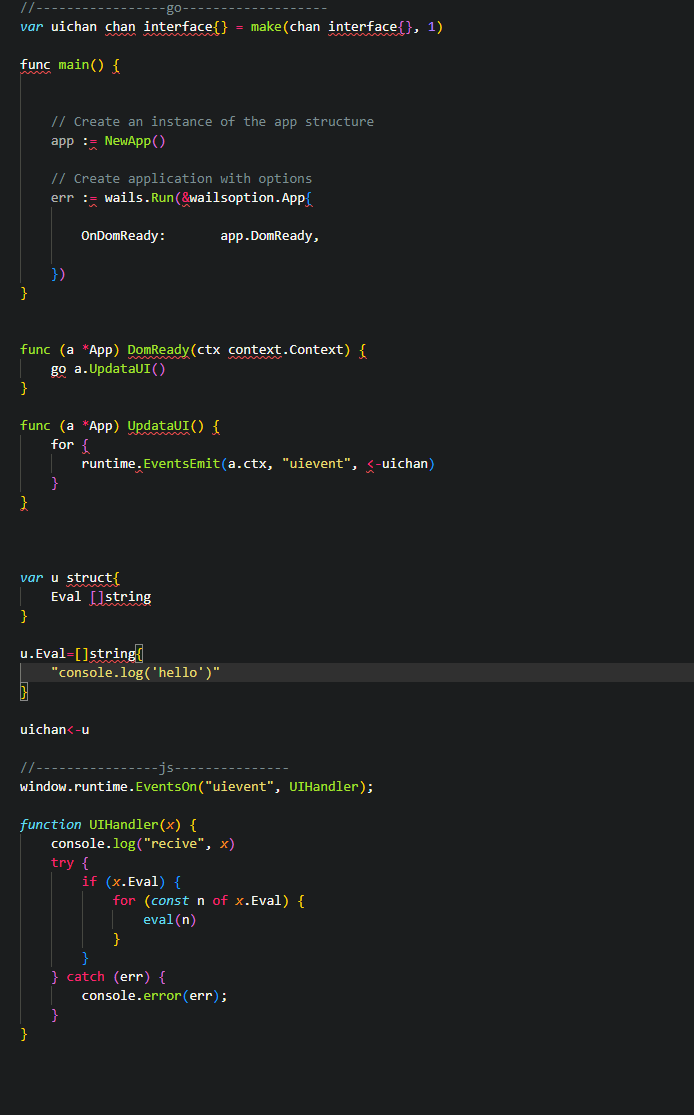 //-----------------go-------------------
var uichan chan interface{} = make(chan interface{}, 1)
func main() {
// Create an instance of the app structure
app := NewApp()
// Create application with options
err := wails.Run(&wailsoption.App{
OnDomReady:       app.DomReady,
})
}
func (a *App) DomReady(ctx context.Context) {
go a.UpdataUI()
}
func (a *App) UpdataUI() {
for {
runtime.EventsEmit(a.ctx, "uievent", <-uichan)
}
}
var u struct{
Eval []string
}
u.Eval=[]string{
"console.log('hello')"
}
uichan<-u
//----------------js---------------
window.runtime.EventsOn("uievent", UIHandler);
function UIHandler(x) {
console.log("recive", x)
try {
if (x.Eval) {
for (const n of x.Eval) {
eval(n)
}
}
} catch (err) {
console.error(err);
}
}